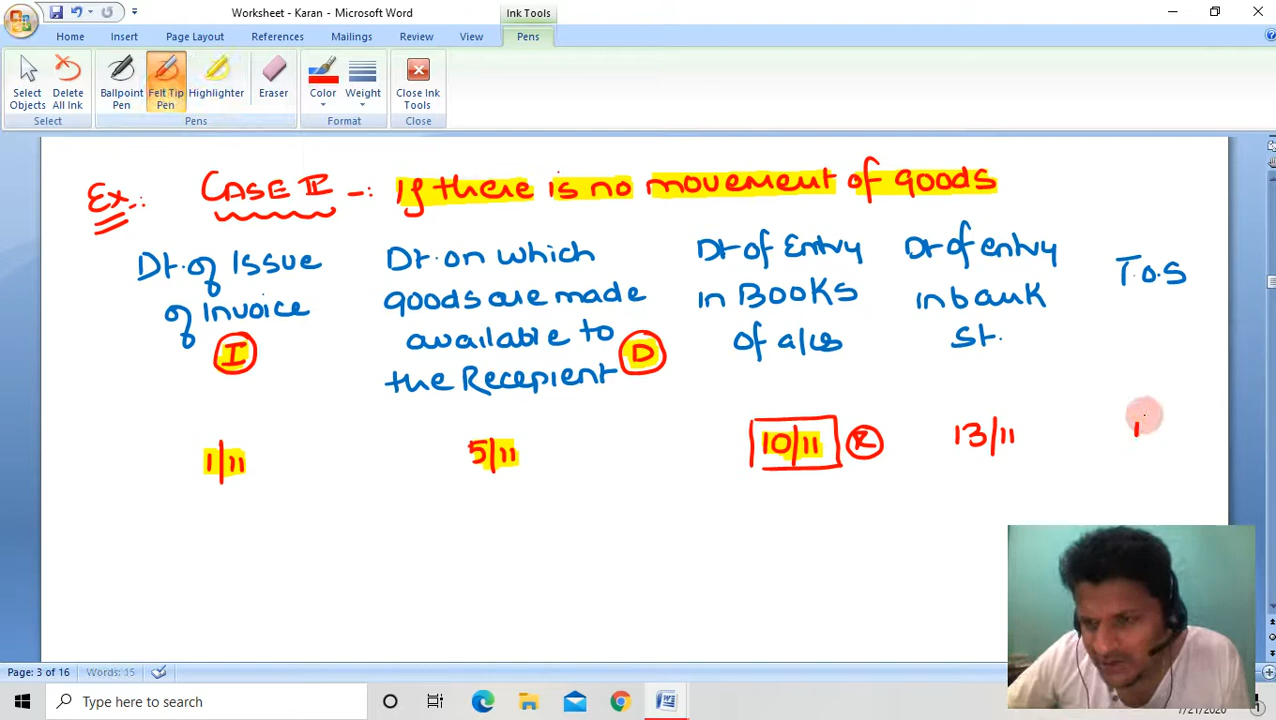 Worksheet - Karan - Microsoft Word
Ink Tools
Home Insert Page Layout References Mailings Review View Pens
Select Objects
Delete All Ink
Ballpoint Pen
Felt Tip Pen
Highlighter
Eraser
Color
Weight
Close Ink Tools
Select
Pens
Format
Close
Ex.: CASE II -: If there is no movement of goods
Dt. of Issue
of Invoice
I
Dt. on which
goods are made
available to
the Recepient D
Dt of Entry
in Books
of a/cs
Dt of entry
in bank
St.
T.O.S
1/11 5/11 10/11 R 13/11 1
Page: 3 of 16 Words: 15
Type here to search
7/21/2020